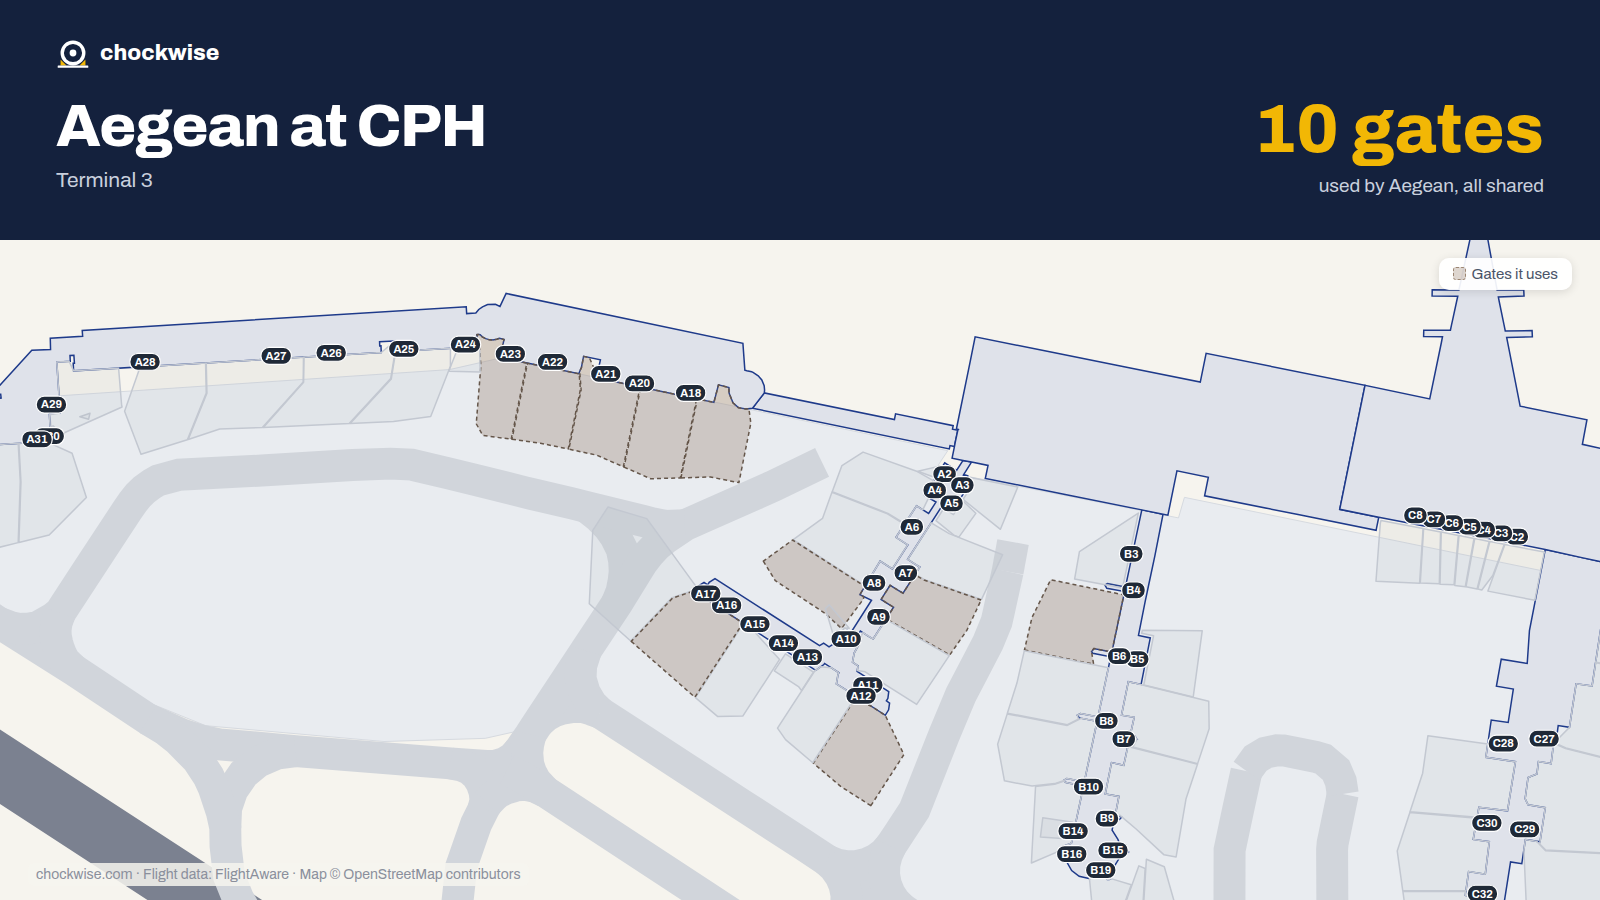 chockwise
Aegean at CPH
Terminal 3
10 gates
used by Aegean, all shared
Gates it uses
A28
A27
A26
A25
A24
A23
A22
A21
A20
A18
A29
A31
A2
A3
A4
A5
A6
A7
A8
A9
A10
A17
A16
A15
A14
A13
A11
A12
B3
B4
B6
B5
B8
B7
B10
B9
B14
B15
B16
B19
C8
C7
C6
C5
C4
C3
C2
C28
C27
C30
C29
C32
chockwise.com · Flight data: FlightAware · Map © OpenStreetMap contributors